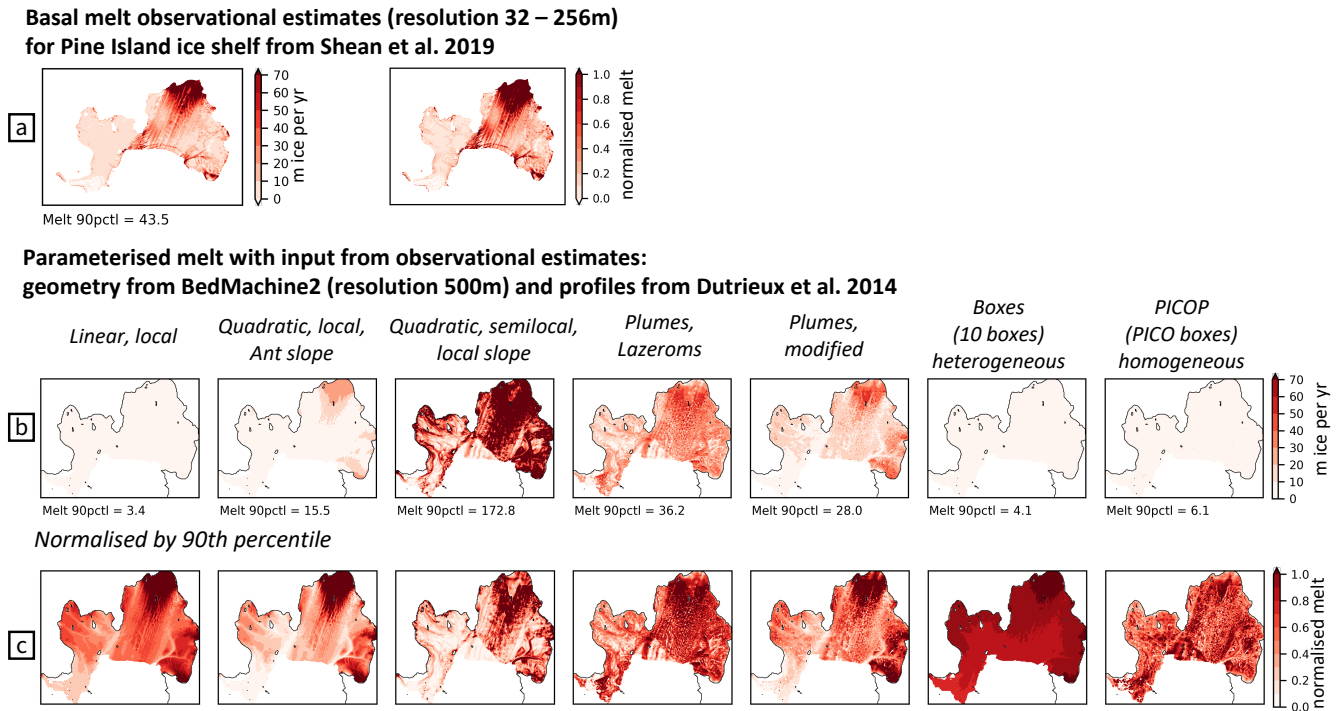 Basal melt observational estimates (resolution 32 – 256m)
for Pine Island ice shelf from Shean et al. 2019
a
70
60
50
40
30
20
10
0
m ice per yr
1.0
0.8
0.6
0.4
0.2
0.0
normalised melt
Melt 90pctl = 43.5
Parameterised melt with input from observational estimates:
geometry from BedMachine2 (resolution 500m) and profiles from Dutrieux et al. 2014
Linear, local
Quadratic, local,
Ant slope
Quadratic, semilocal,
local slope
Plumes,
Lazeroms
Plumes,
modified
Boxes
(10 boxes)
heterogeneous
PICOP
(PICO boxes)
homogeneous
b
70
60
50
40
30
20
10
0
m ice per yr
Melt 90pctl = 3.4
Melt 90pctl = 15.5
Melt 90pctl = 172.8
Melt 90pctl = 36.2
Melt 90pctl = 28.0
Melt 90pctl = 4.1
Melt 90pctl = 6.1
Normalised by 90th percentile
c
1.0
0.8
0.6
0.4
0.2
0.0
normalised melt